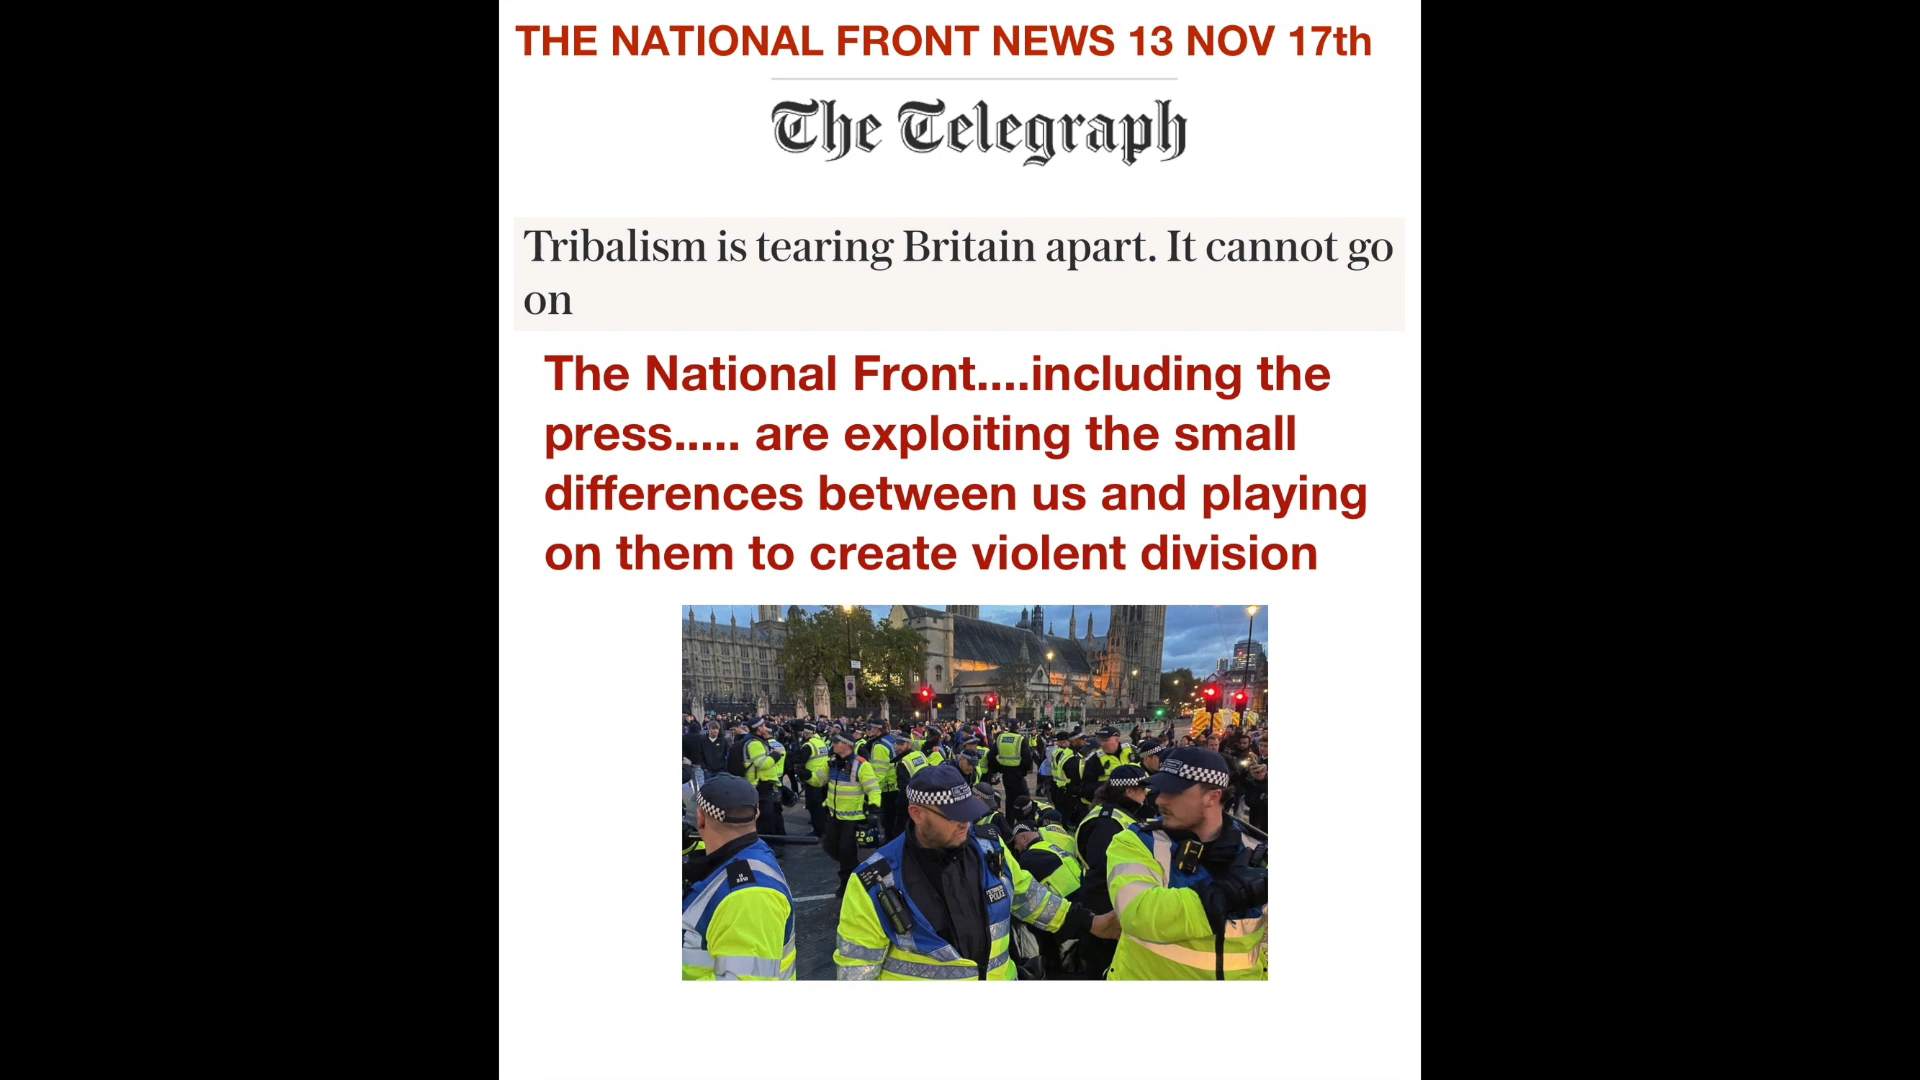 THE NATIONAL FRONT NEWS 13 NOV 17th
The Telegraph
Tribalism is tearing Britain apart. It cannot go
on
The National Front....including the
press..... are exploiting the small
differences between us and playing
on them to create violent division
POLICE